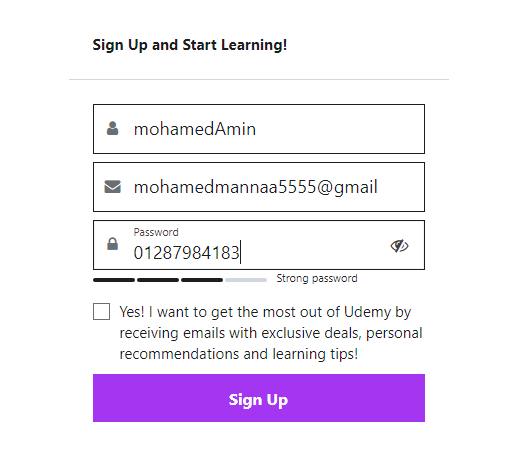 Sign Up and Start Learning!
mohamedAmin
mohamedmannaa5555@gmail
Password
01287984183
Strong password
Yes! I want to get the most out of Udemy by
receiving emails with exclusive deals, personal
recommendations and learning tips!
Sign Up